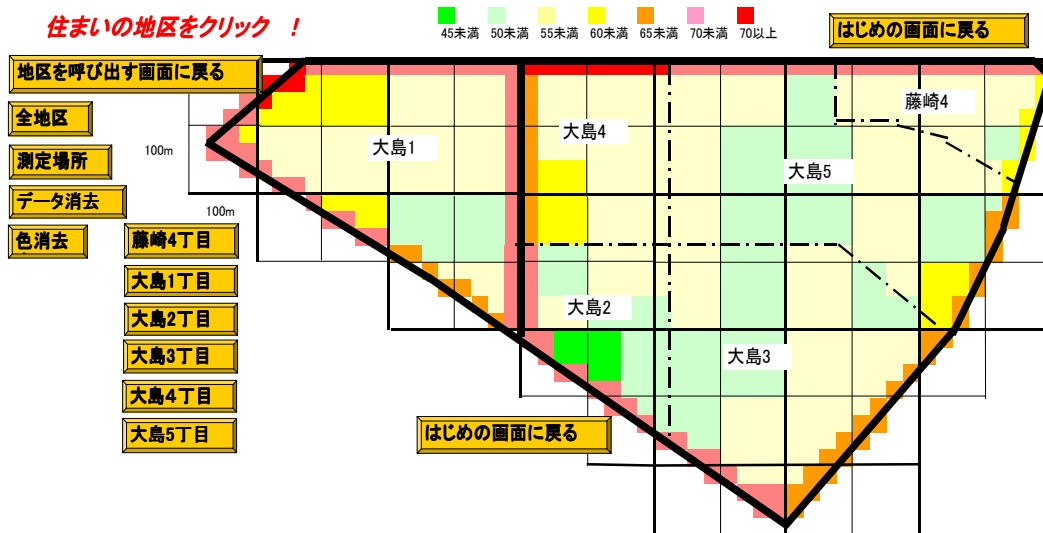 住まいの地区をクリック ！
45未満 50未満 55未満 60未満 65未満 70未満 70以上
はじめの画面に戻る
地区を呼び出す画面に戻る
全地区
測定場所
データ消去
色消去
100m
100m
藤崎4丁目
大島1丁目
大島2丁目
大島3丁目
大島4丁目
大島5丁目
大島1
大島4
藤崎4
大島5
大島2
大島3
はじめの画面に戻る